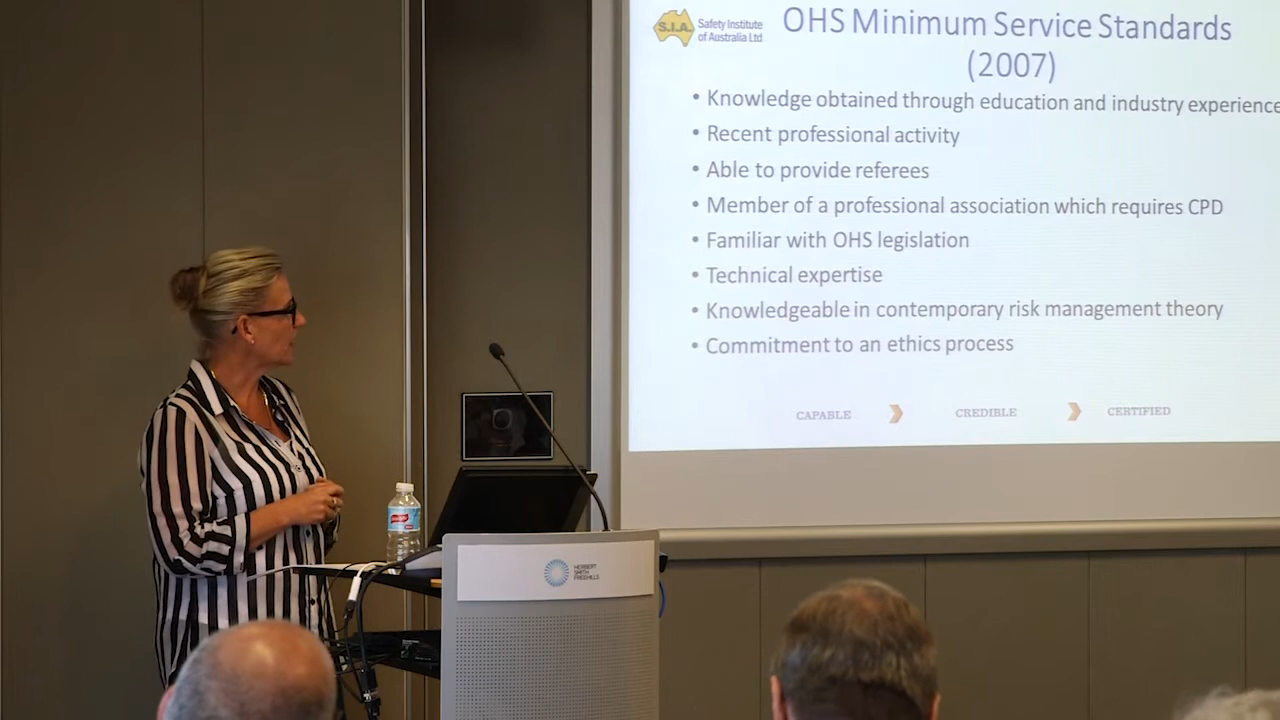 S.I.A.
Safety Institute
of Australia Ltd
OHS Minimum Service Standards
(2007)
• Knowledge obtained through education and industry experience
• Recent professional activity
• Able to provide referees
• Member of a professional association which requires CPD
• Familiar with OHS legislation
• Technical expertise
• Knowledgeable in contemporary risk management theory
• Commitment to an ethics process
CAPABLE CREDIBLE CERTIFIED
HERBERT
SMITH
FREEHILLS